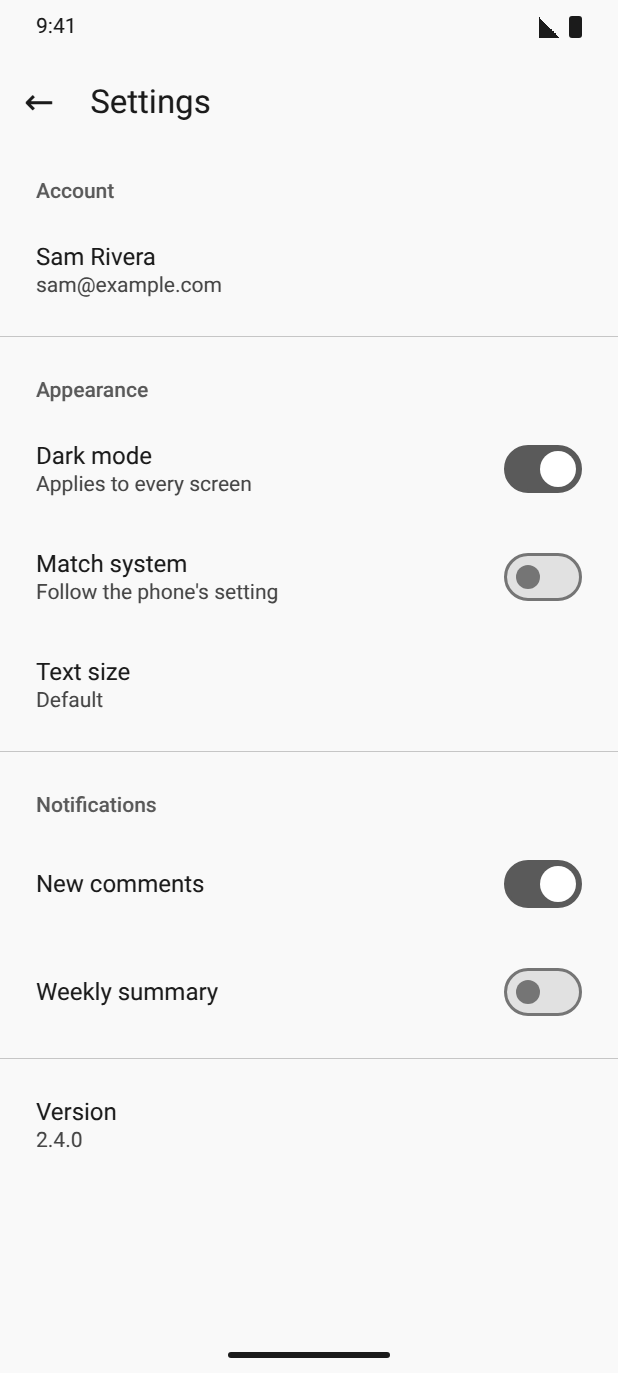 9:41
Settings
Account
Sam Rivera
sam@example.com
Appearance
Dark mode
Applies to every screen
Match system
Follow the phone's setting
Text size
Default
Notifications
New comments
Weekly summary
Version
2.4.0